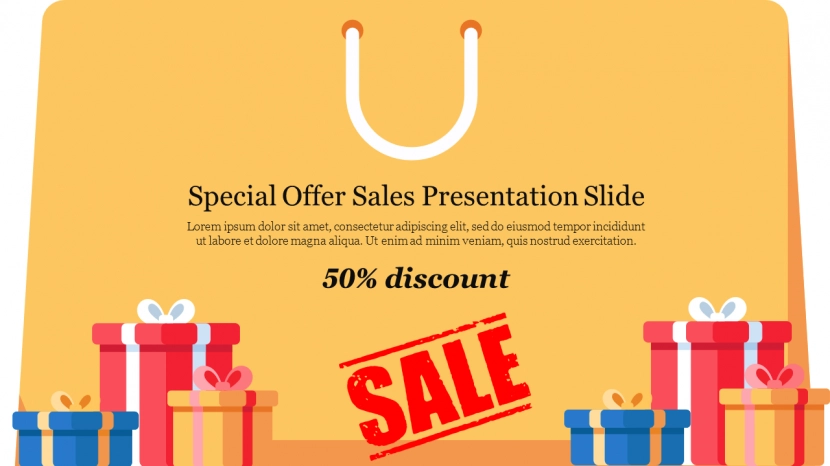 Special Offer Sales Presentation Slide
Lorem ipsum dolor sit amet, consectetur adipiscing elit, sed do eiusmod tempor incididunt
ut labore et dolore magna aliqua. Ut enim ad minim veniam, quis nostrud exercitation.
50% discount
SALE